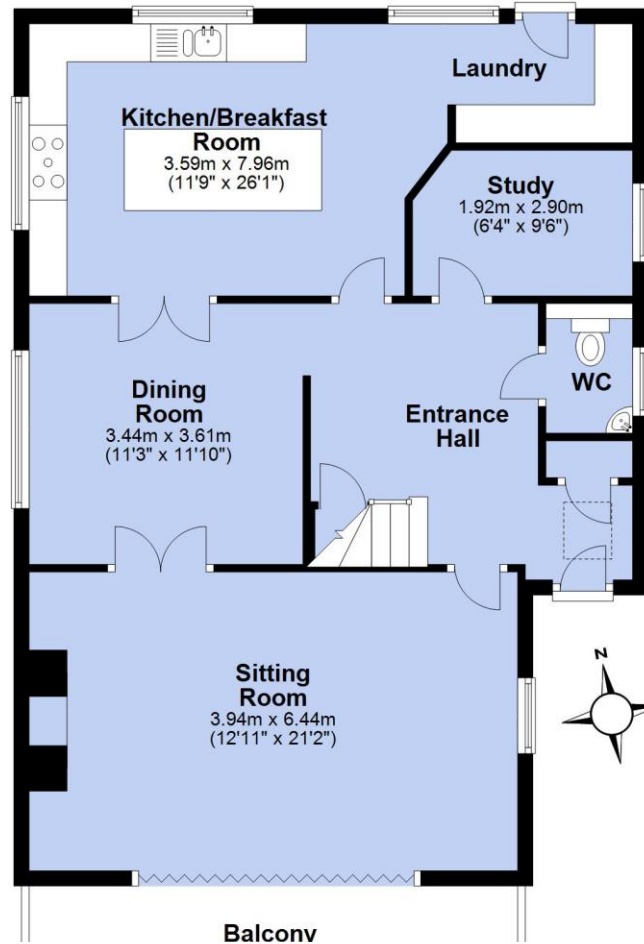 Laundry
Kitchen/Breakfast
Room
3.59m x 7.96m
(11'9" x 26'1")
Study
1.92m x 2.90m
(6'4" x 9'6")
WC
Dining
Room
3.44m x 3.61m
(11'3" x 11'10")
Entrance
Hall
Sitting
Room
3.94m x 6.44m
(12'11" x 21'2")
N
Balcony